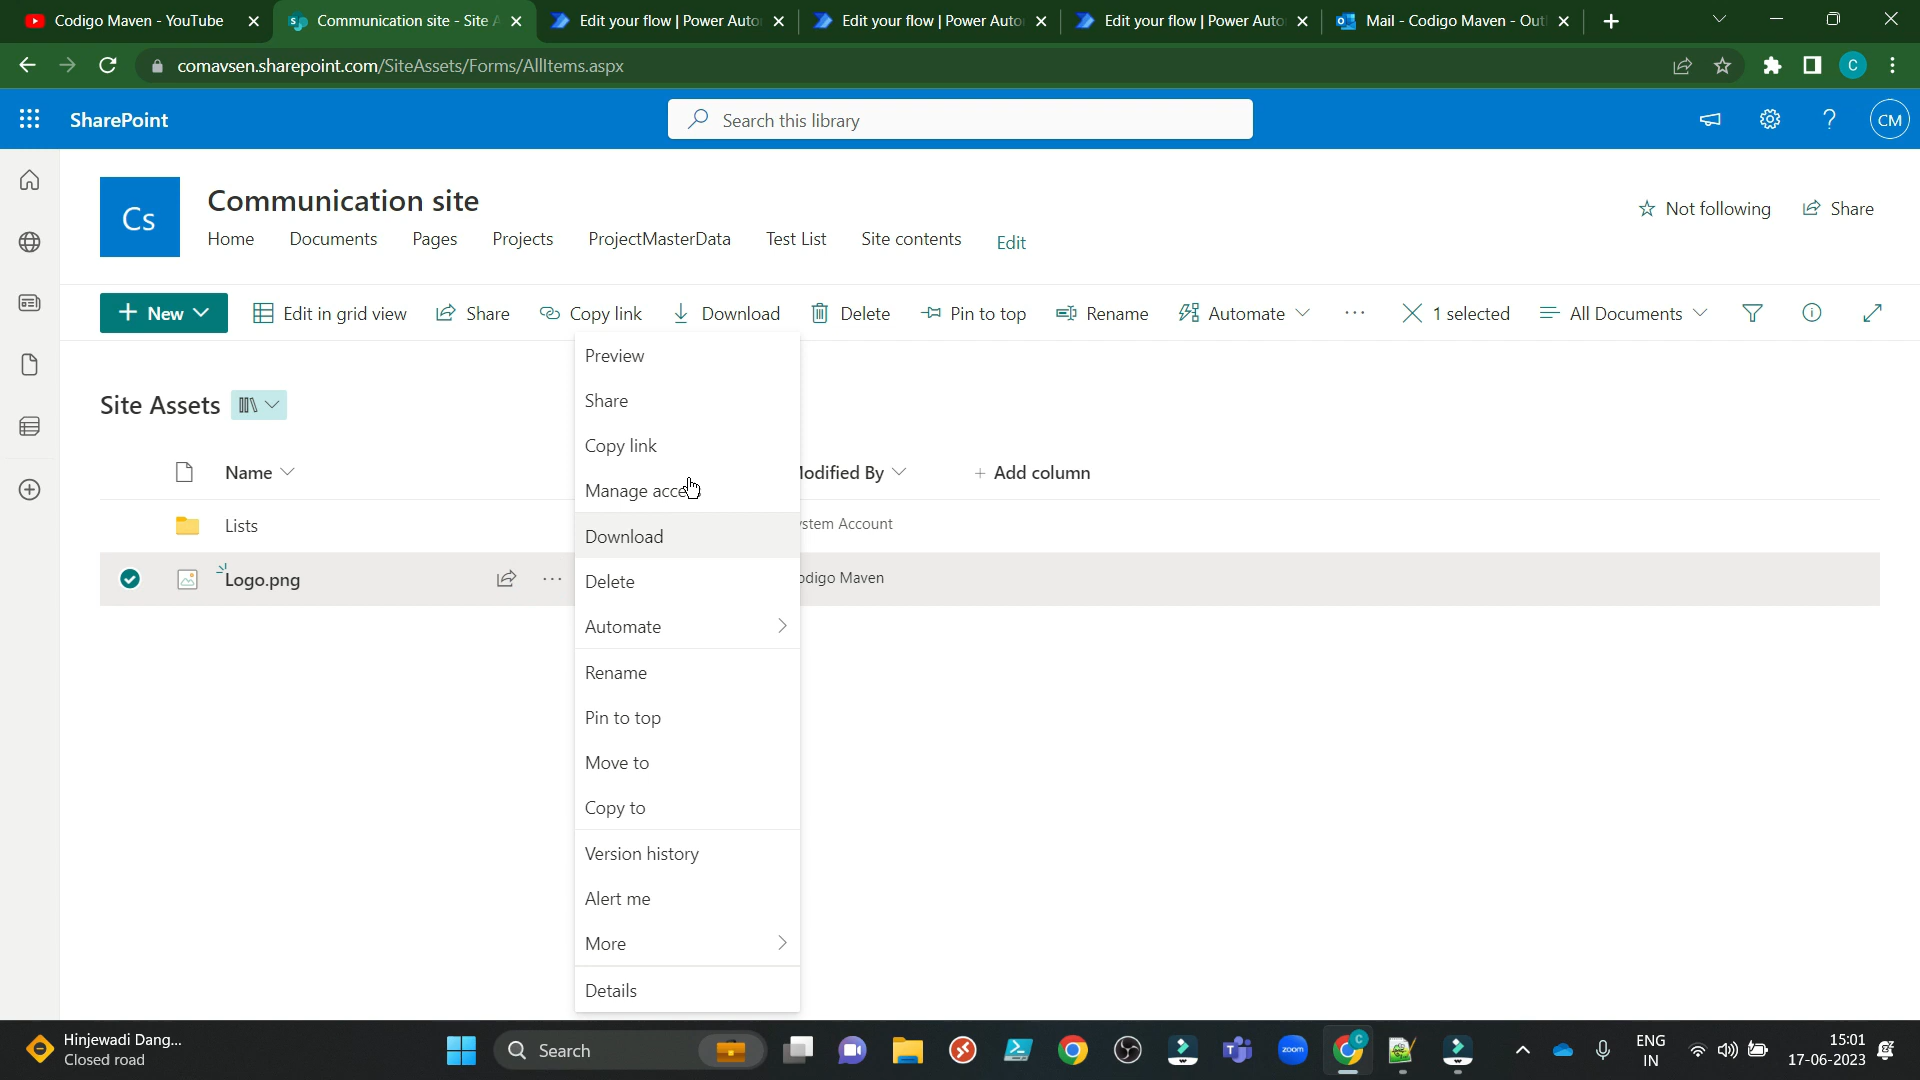 Codigo Maven - YouTube
Communication site - Site A
Edit your flow | Power Auto
Edit your flow | Power Auto
Edit your flow | Power Auto
Mail - Codigo Maven - Out
comavsen.sharepoint.com/SiteAssets/Forms/AllItems.aspx
C
SharePoint
Search this library
CM
Cs
Communication site
Home
Documents
Pages
Projects
ProjectMasterData
Test List
Site contents
Edit
Not following
Share
New
Edit in grid view
Share
Copy link
Download
Delete
Pin to top
Rename
Automate
1 selected
All Documents
Site Assets
Name
Modified By
Add column
Lists
stem Account
Logo.png
odigo Maven
Preview
Share
Copy link
Manage acce
Download
Delete
Automate
Rename
Pin to top
Move to
Copy to
Version history
Alert me
More
Details
Hinjewadi Dang...
Closed road
Search
zoom
C
ENG
IN
15:01
17-06-2023